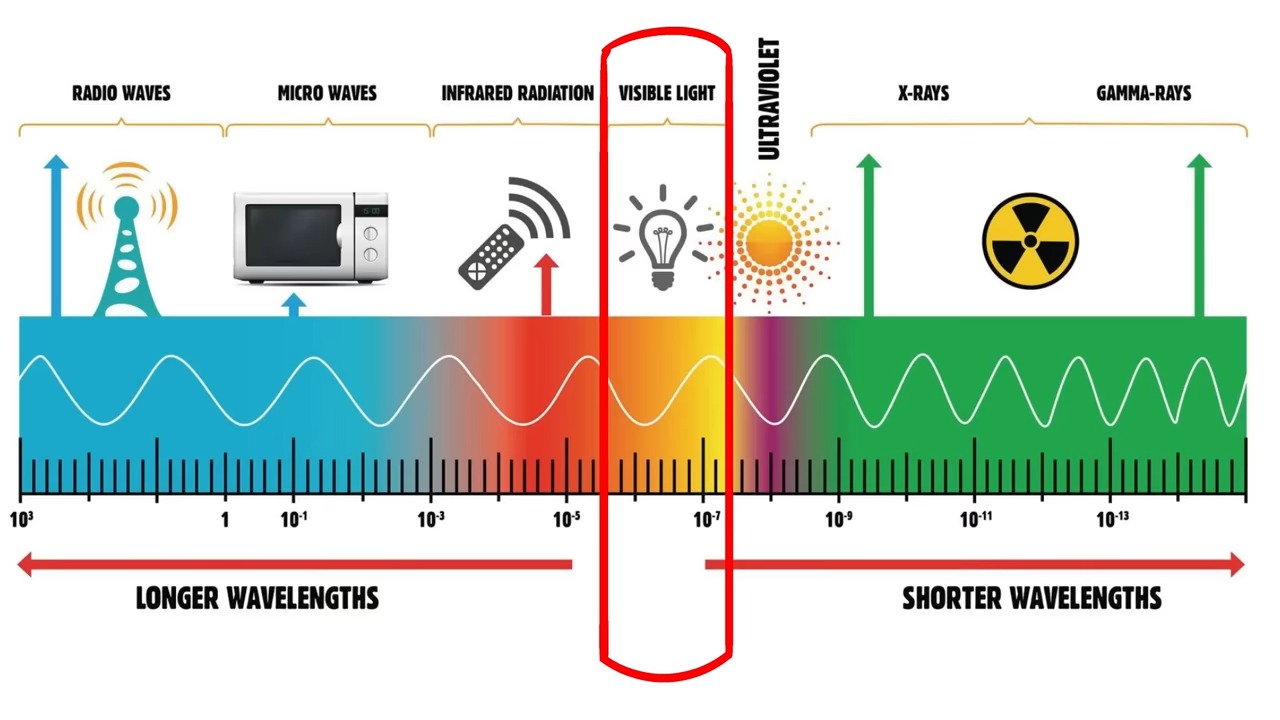 RADIO WAVES
MICRO WAVES
INFRARED RADIATION
VISIBLE LIGHT
ULTRAVIOLET
X-RAYS
GAMMA-RAYS
10³
1
10⁻¹
10⁻³
10⁻⁵
10⁻⁷
10⁻⁹
10⁻¹¹
10⁻¹³
LONGER WAVELENGTHS
SHORTER WAVELENGTHS